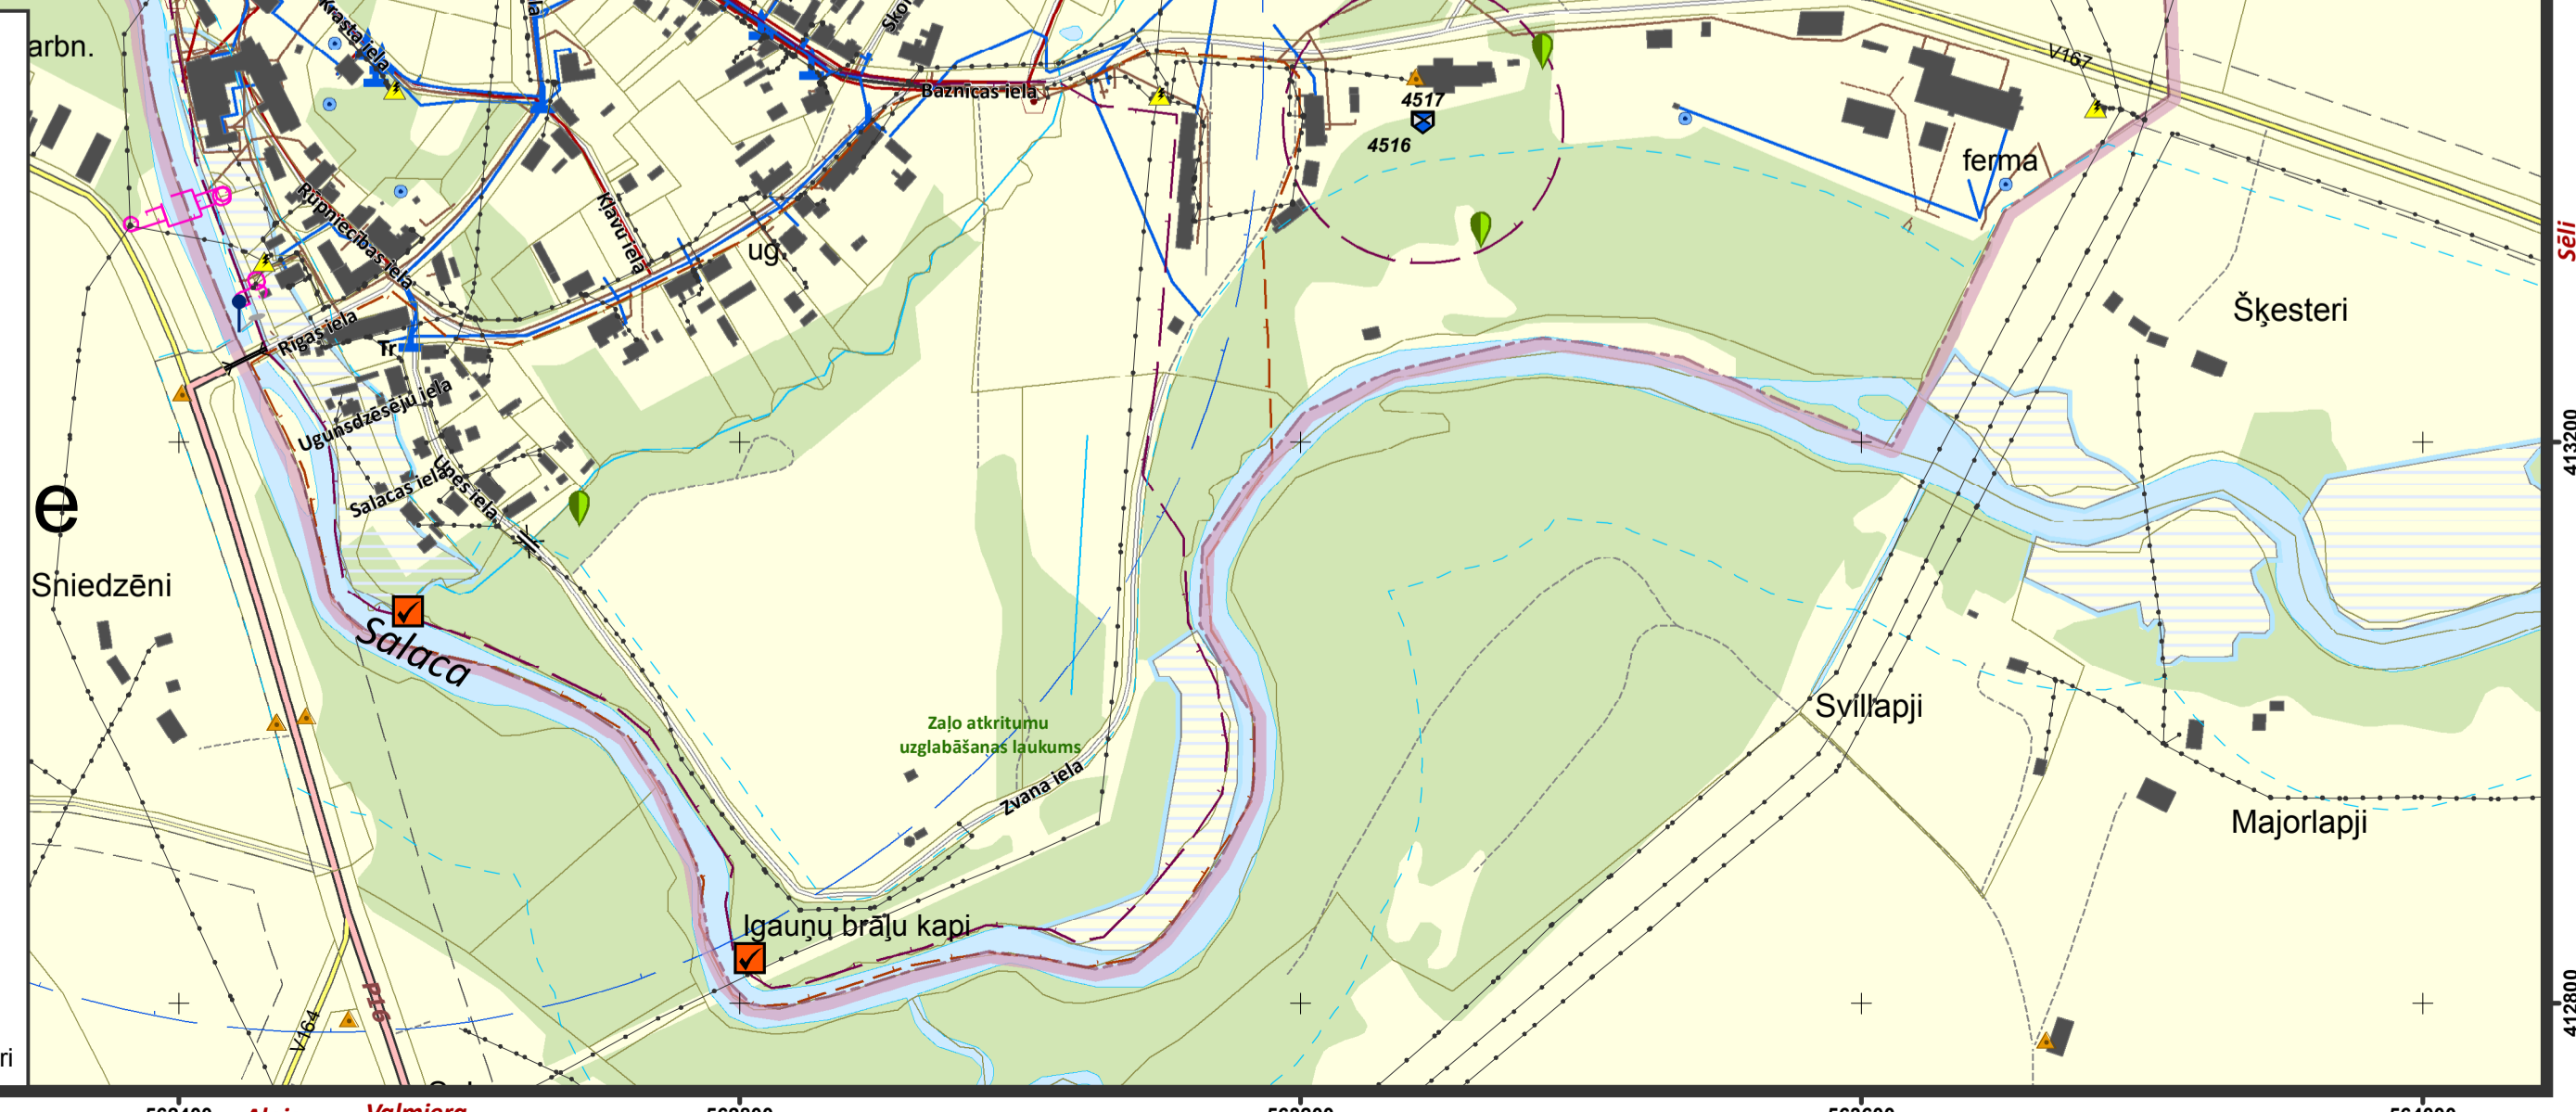 arbn.
Krasta iela
V167
Baznīcas iela
4517
4516
ferma
Rūpniecības iela
Kļavu iela
ug.
Sēļi
Šķesteri
Rīgas iela
Tr
Ugunsdzēsēju iela
413200
Upes iela
Salacas iela
e
Sniedzēni
Salaca
Svillapji
Zaļo atkritumu
uzglabāšanas laukums
Zvana iela
Majorlapji
Igauņu brāļu kapi
V164
P16
412800
ri
Valmiera